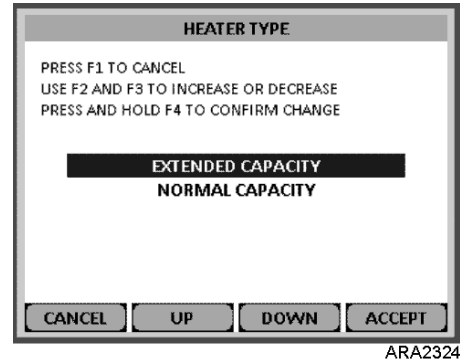 HEATER TYPE
PRESS F1 TO CANCEL
USE F2 AND F3 TO INCREASE OR DECREASE
PRESS AND HOLD F4 TO CONFIRM CHANGE
EXTENDED CAPACITY
NORMAL CAPACITY
CANCEL UP DOWN ACCEPT
ARA2324